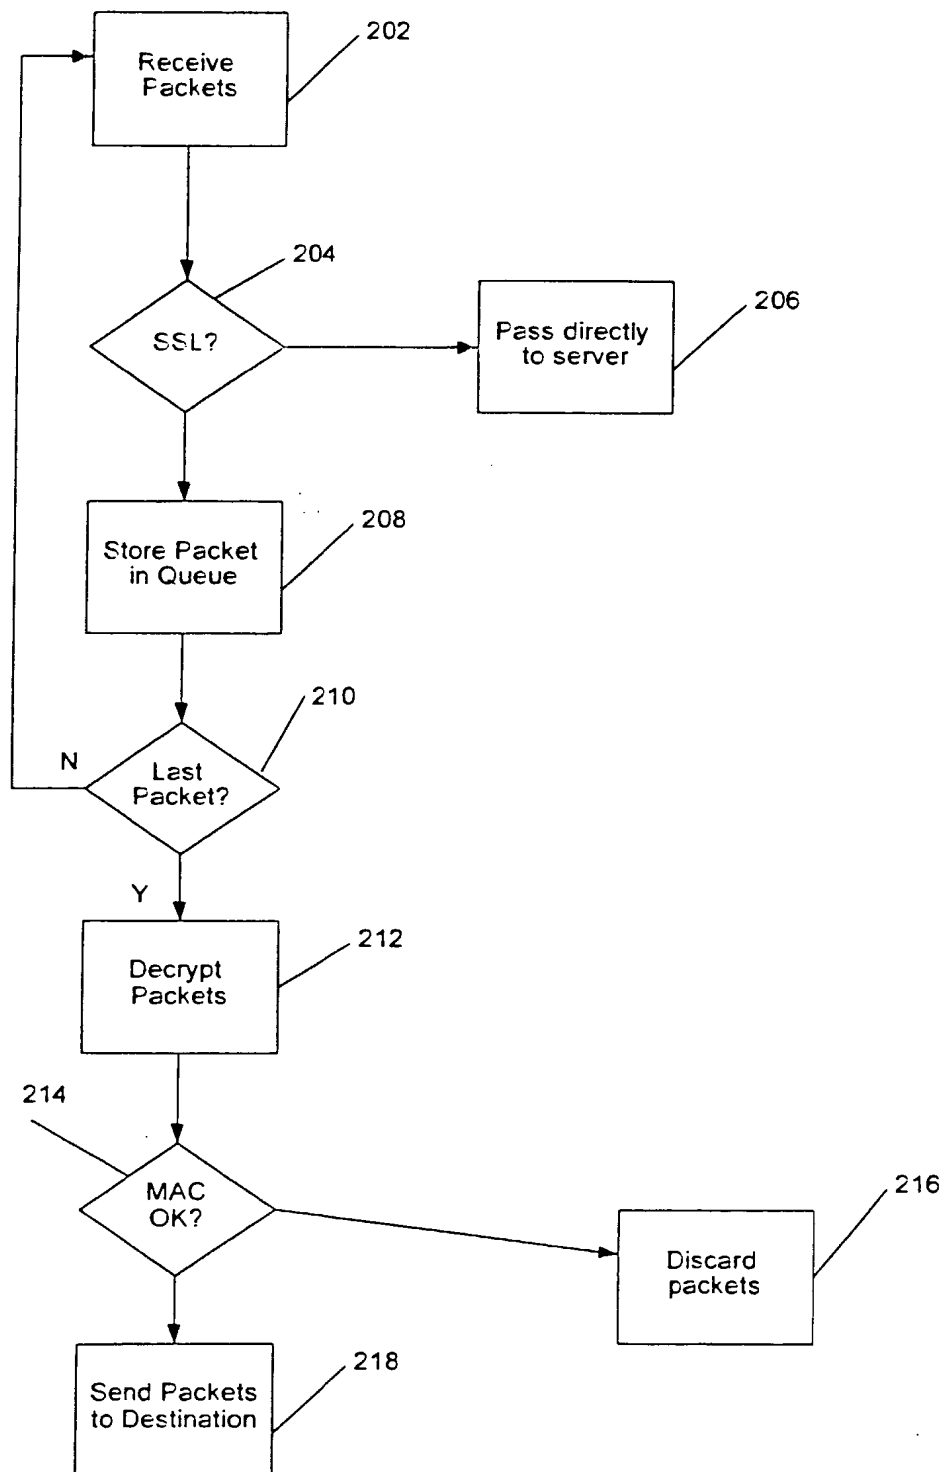 202
Receive
Packets
204
SSL?
206
Pass directly
to server
208
Store Packet
in Queue
210
N
Last
Packet?
Y
212
Decrypt
Packets
214
MAC
OK?
216
Discard
packets
218
Send Packets
to Destination